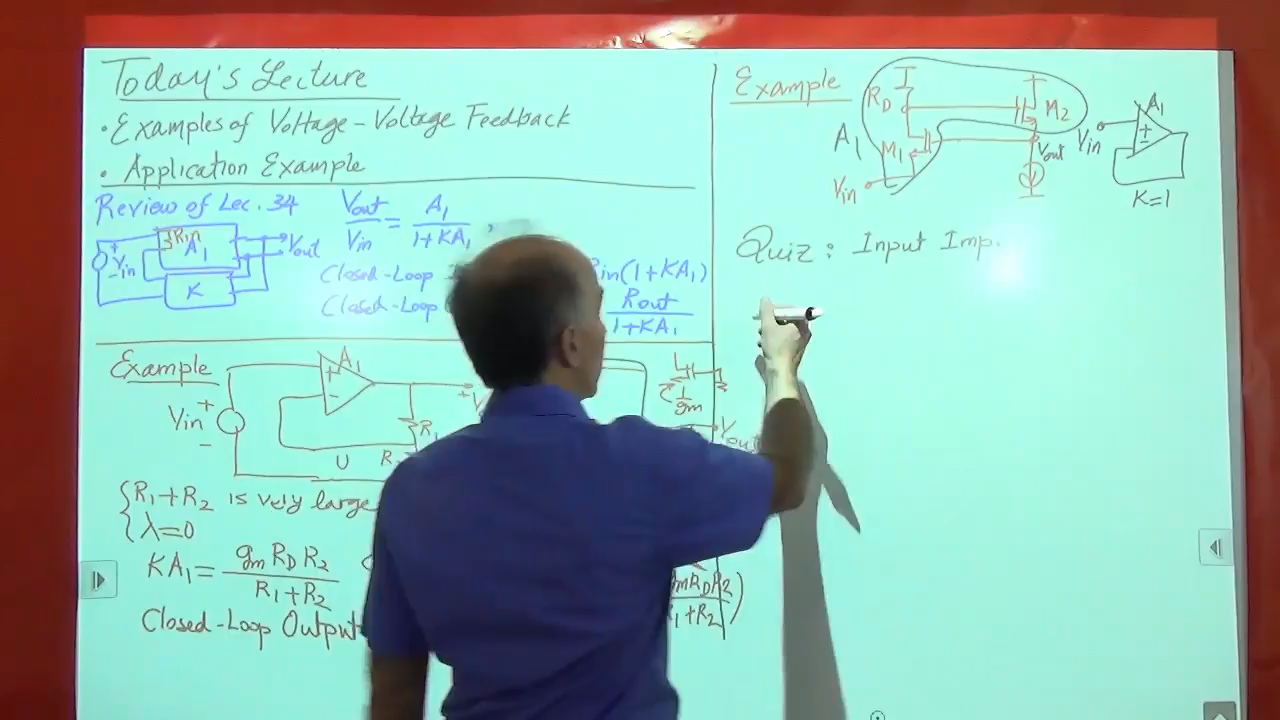 Today's Lecture
• Examples of Voltage-Voltage Feedback
• Application Example
Review of Lec. 34
Vout/Vin = A1/(1+KA1) ,
Rin
A1
+
Vin
-
Vout
K
Closed-Loop
Rin(1+KA1)
Closed-Loop
Rout/(1+KA1)
Example
A1
+
-
Vin
+
-
R1
U
{R1+R2 is very large
λ=0
KA1 = gm RD R2/(R1+R2)
Closed-Loop Output
1/gm
Vout
gmRDR2
R1+R2
)
Example
RD
M2
A1
M1
Vout
Vin
Vin
A1
+
-
K=1
Quiz: Input Imp.